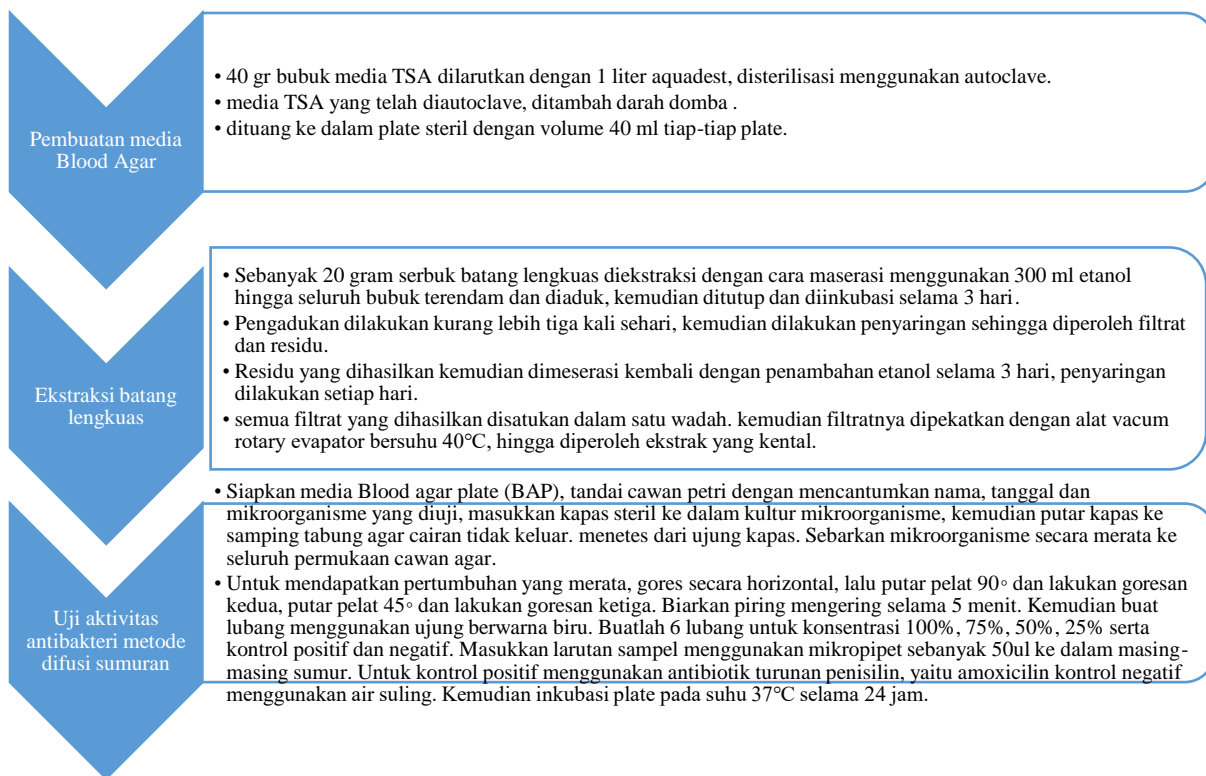 Pembuatan media
Blood Agar
• 40 gr bubuk media TSA dilarutkan dengan 1 liter aquadest, disterilisasi menggunakan autoclave.
• media TSA yang telah diautoclave, ditambah darah domba .
• dituang ke dalam plate steril dengan volume 40 ml tiap-tiap plate.
Ekstraksi batang
lengkuas
• Sebanyak 20 gram serbuk batang lengkuas diekstraksi dengan cara maserasi menggunakan 300 ml etanol
hingga seluruh bubuk terendam dan diaduk, kemudian ditutup dan diinkubasi selama 3 hari.
• Pengadukan dilakukan kurang lebih tiga kali sehari, kemudian dilakukan penyaringan sehingga diperoleh filtrat
dan residu.
• Residu yang dihasilkan kemudian dimeserasi kembali dengan penambahan etanol selama 3 hari, penyaringan
dilakukan setiap hari.
• semua filtrat yang dihasilkan disatukan dalam satu wadah. kemudian filtratnya dipekatkan dengan alat vacum
rotary evapator bersuhu 40°C, hingga diperoleh ekstrak yang kental.
Uji aktivitas
antibakteri metode
difusi sumuran
• Siapkan media Blood agar plate (BAP), tandai cawan petri dengan mencantumkan nama, tanggal dan
mikroorganisme yang diuji, masukkan kapas steril ke dalam kultur mikroorganisme, kemudian putar kapas ke
samping tabung agar cairan tidak keluar. menetes dari ujung kapas. Sebarkan mikroorganisme secara merata ke
seluruh permukaan cawan agar.
• Untuk mendapatkan pertumbuhan yang merata, gores secara horizontal, lalu putar pelat 90◦ dan lakukan goresan
kedua, putar pelat 45◦ dan lakukan goresan ketiga. Biarkan piring mengering selama 5 menit. Kemudian buat
lubang menggunakan ujung berwarna biru. Buatlah 6 lubang untuk konsentrasi 100%, 75%, 50%, 25% serta
kontrol positif dan negatif. Masukkan larutan sampel menggunakan mikropipet sebanyak 50ul ke dalam masing-
masing sumur. Untuk kontrol positif menggunakan antibiotik turunan penisilin, yaitu amoxicilin kontrol negatif
menggunakan air suling. Kemudian inkubasi plate pada suhu 37°C selama 24 jam.